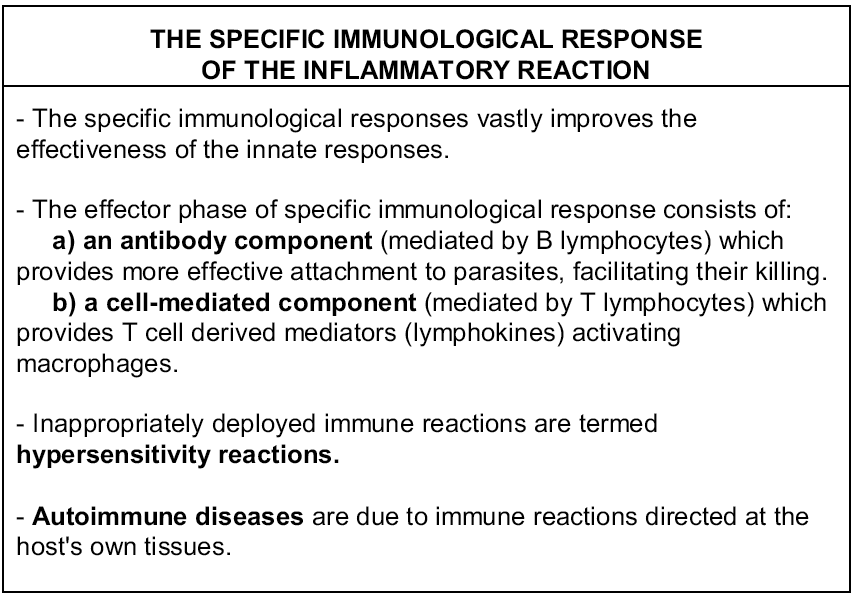 THE SPECIFIC IMMUNOLOGICAL RESPONSE
OF THE INFLAMMATORY REACTION
- The specific immunological responses vastly improves the
effectiveness of the innate responses.
- The effector phase of specific immunological response consists of:
a) an antibody component (mediated by B lymphocytes) which
provides more effective attachment to parasites, facilitating their killing.
b) a cell-mediated component (mediated by T lymphocytes) which
provides T cell derived mediators (lymphokines) activating
macrophages.
- Inappropriately deployed immune reactions are termed
hypersensitivity reactions.
- Autoimmune diseases are due to immune reactions directed at the
host's own tissues.